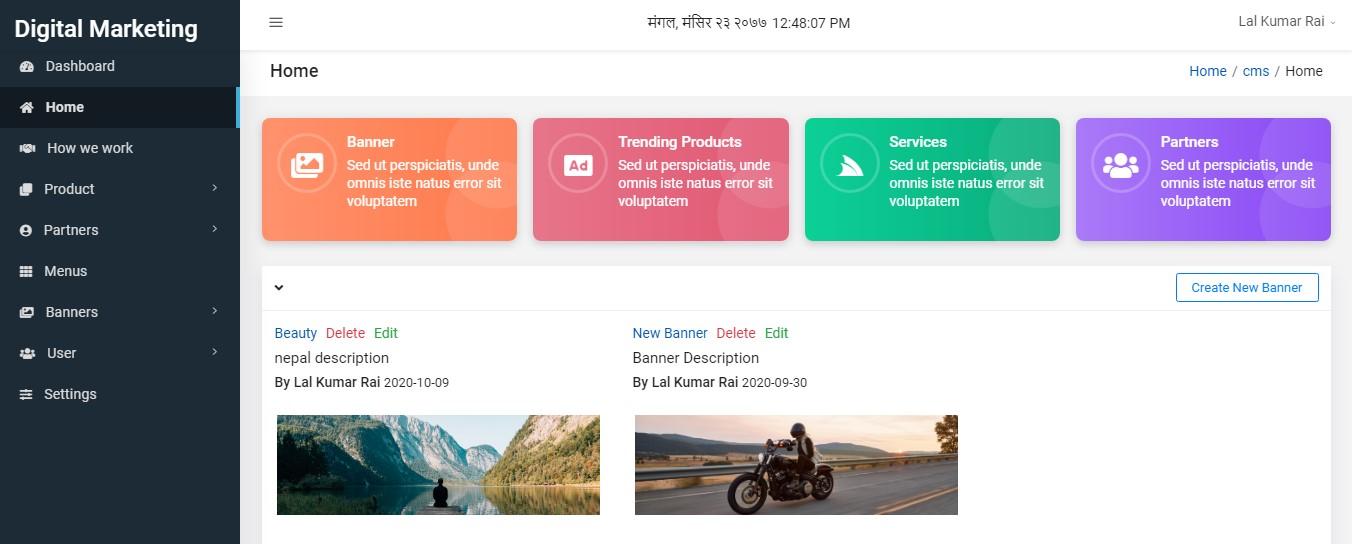 Digital Marketing
मंगल, मंसिर २३ २०७७ 12:48:07 PM
Lal Kumar Rai
Dashboard
Home
How we work
Product
Partners
Menus
Banners
User
Settings
Home
Home / cms / Home
Banner
Sed ut perspiciatis, unde
omnis iste natus error sit
voluptatem
Ad
Trending Products
Sed ut perspiciatis, unde
omnis iste natus error sit
voluptatem
Services
Sed ut perspiciatis, unde
omnis iste natus error sit
voluptatem
Partners
Sed ut perspiciatis, unde
omnis iste natus error sit
voluptatem
Create New Banner
Beauty Delete Edit
nepal description
By Lal Kumar Rai 2020-10-09
New Banner Delete Edit
Banner Description
By Lal Kumar Rai 2020-09-30